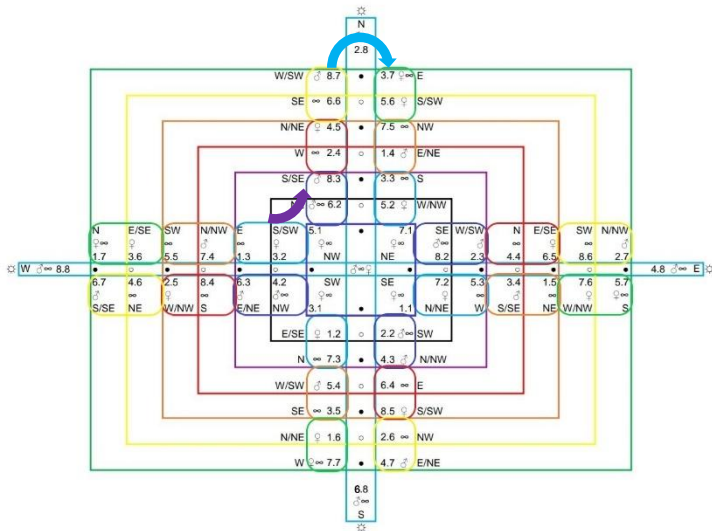 ☼
N
2.8
W/SW ♂ 8.7 ● 3.7 ♀∞ E
SE ∞ 6.6 ○ 5.6 ♀ S/SW
N/NE ♀ 4.5 ● 7.5 ∞ NW
W ∞ 2.4 ○ 1.4 ♂ E/NE
S/SE ♂ 8.3 ● 3.3 ∞ S
NW ♂∞ 6.2 ○ 5.2 ♀ W/NW
N E/SE SW N/NW E S/SW 5.1 7.1 SE W/SW N E/SE SW N/NW
♀∞ ♀ ∞ ♂ ∞ ♀ ♀∞ ♀∞ ♂∞ ♂ ∞ ♀ ∞ ♂
1.7 3.6 5.5 7.4 1.3 3.2 NW NE 8.2 2.3 4.4 6.5 8.6 2.7
☼ W ♂∞ 8.8 ♂∞♀ 4.8 ♂∞ E ☼
6.7 4.6 2.5 8.4 6.3 4.2 SW SE 7.2 5.3 3.4 1.5 7.6 5.7
♂ ∞ ♀ ∞ ♂ ♂∞ ♀∞ ♀∞ ♀ ∞ ♂ ∞ ♀ ♀∞
S/SE NE W/NW S E/NE NW 3.1 1.1 N/NE W S/SE NE W/NW S
E/SE ♀ 1.2 ○ 2.2 ♂∞ SW
N ∞ 7.3 ● 4.3 ♂ N/NW
W/SW ♂ 5.4 ○ 6.4 ∞ E
SE ∞ 3.5 ● 8.5 ♀ S/SW
N/NE ♀ 1.6 ○ 2.6 ∞ NW
W ♀∞ 7.7 ● 4.7 ♂ E/NE
6.8
♂∞
S
☼